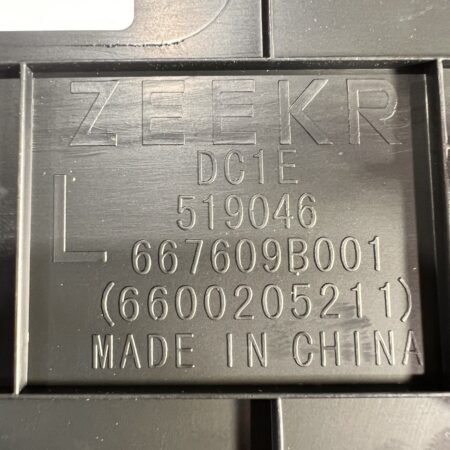 ZEEKR
DC1E
519046
L
667609B001
(6600205211)
MADE IN CHINA